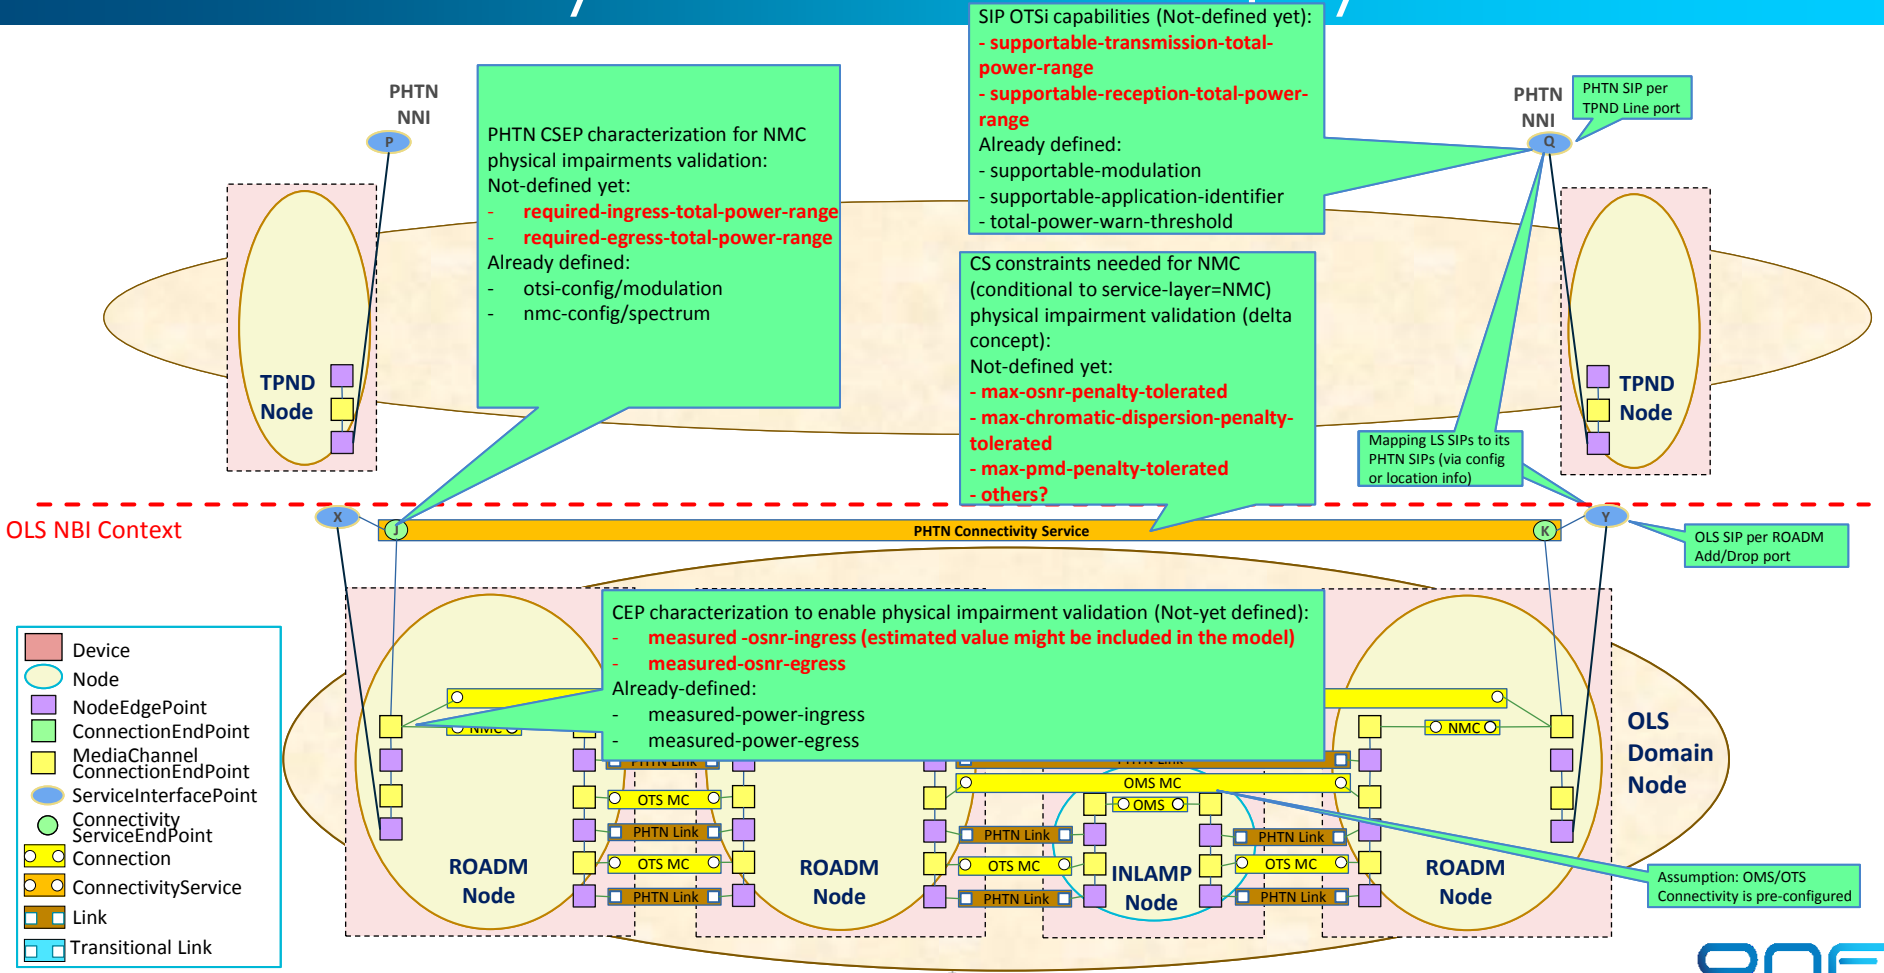 SIP OTSi capabilities (Not-defined yet):
- supportable-transmission-total-
power-range
- supportable-reception-total-power-
range
Already defined:
- supportable-modulation
- supportable-application-identifier
- total-power-warn-threshold
PHTN
NNI
P
PHTN CSEP characterization for NMC
physical impairments validation:
Not-defined yet:
- required-ingress-total-power-range
- required-egress-total-power-range
Already defined:
- otsi-config/modulation
- nmc-config/spectrum
PHTN
NNI
Q
PHTN SIP per
TPND Line port
CS constraints needed for NMC
(conditional to service-layer=NMC)
physical impairment validation (delta
concept):
Not-defined yet:
- max-osnr-penalty-tolerated
- max-chromatic-dispersion-penalty-
tolerated
- max-pmd-penalty-tolerated
- others?
TPND
Node
TPND
Node
Mapping LS SIPs to its
PHTN SIPs (via config
or location info)
OLS NBI Context
X
J
PHTN Connectivity Service
K
Y
OLS SIP per ROADM
Add/Drop port
CEP characterization to enable physical impairment validation (Not-yet defined):
- measured -osnr-ingress (estimated value might be included in the model)
- measured-osnr-egress
Already-defined:
- measured-power-ingress
- measured-power-egress
Device
Node
NodeEdgePoint
ConnectionEndPoint
MediaChannel
ConnectionEndPoint
ServiceInterfacePoint
Connectivity
ServiceEndPoint
Connection
ConnectivityService
Link
Transitional Link
NMC
NMC
OLS
Domain
Node
PHTN Link
PHTN Link
OTS MC
OMS MC
OMS
PHTN Link
PHTN Link
PHTN Link
OTS MC
OTS MC
OTS MC
PHTN Link
PHTN Link
PHTN Link
ROADM
Node
ROADM
Node
INLAMP
Node
ROADM
Node
Assumption: OMS/OTS
Connectivity is pre-configured